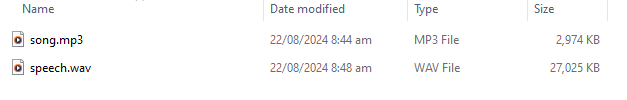 Name Date modified Type Size
song.mp3 22/08/2024 8:44 am MP3 File 2,974 KB
speech.wav 22/08/2024 8:48 am WAV File 27,025 KB